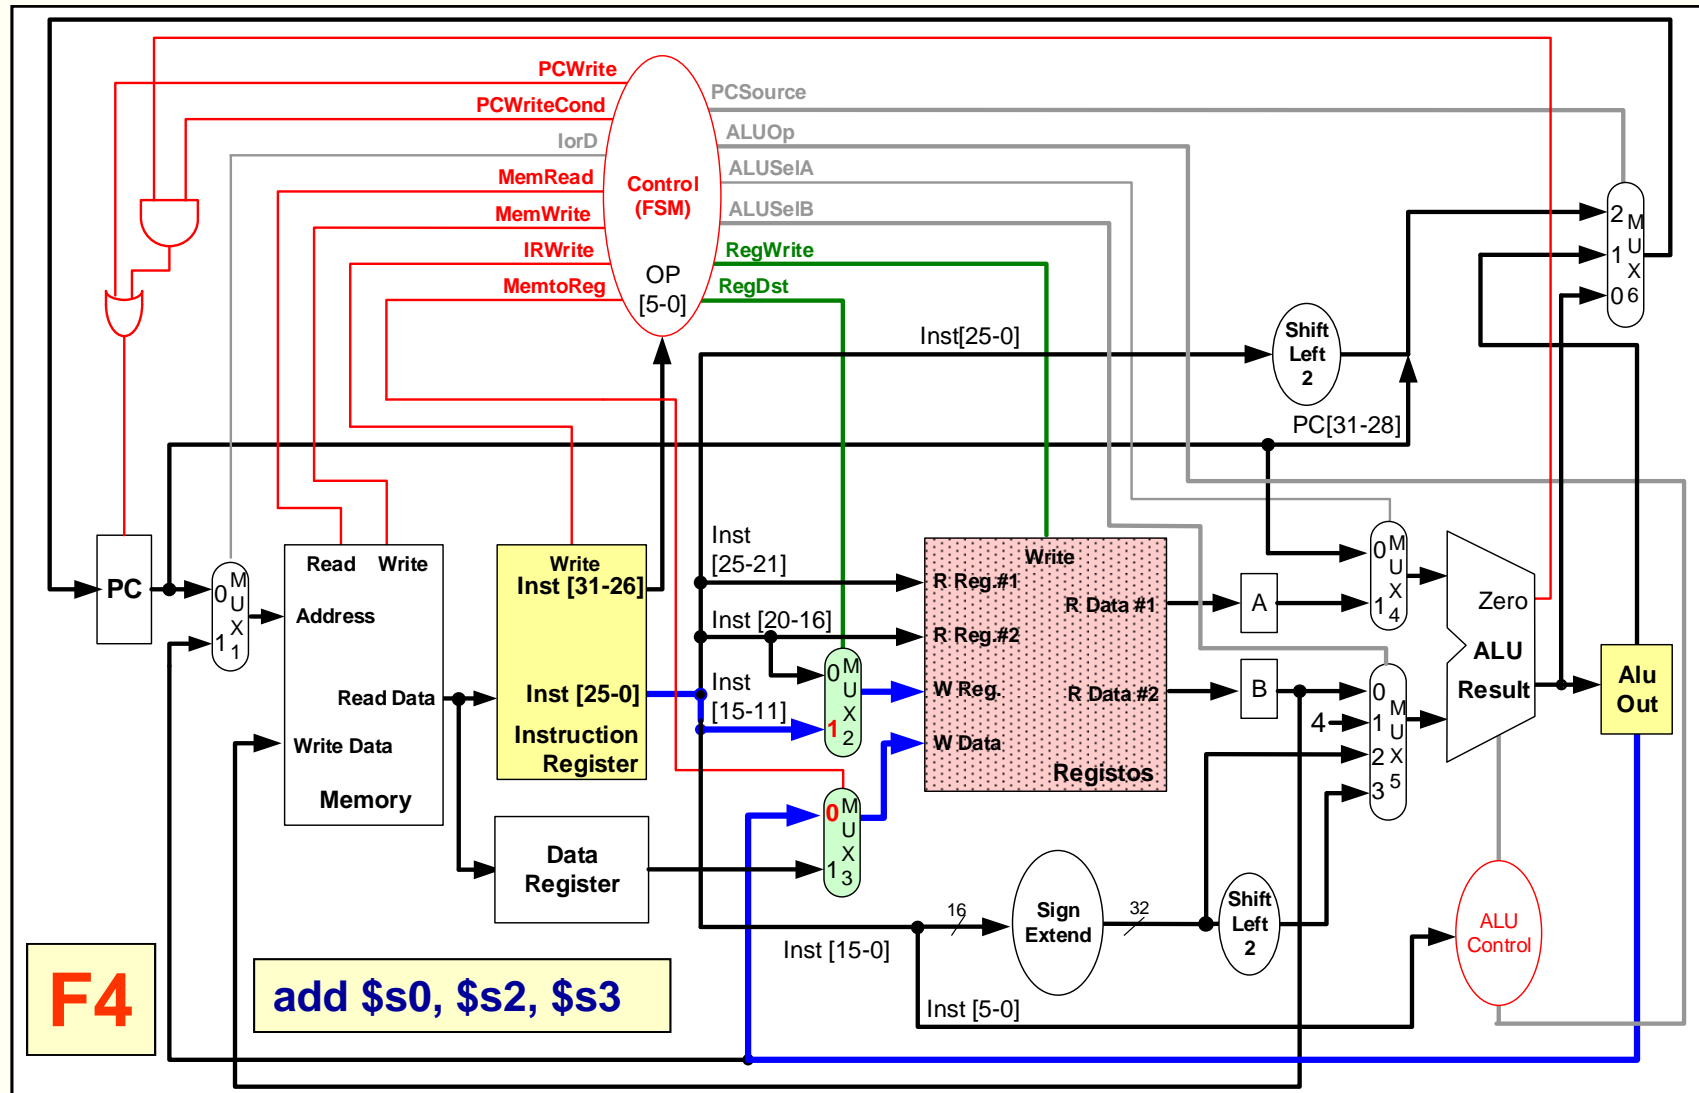 PCWrite
PCWriteCond
IorD
MemRead
MemWrite
IRWrite
MemtoReg
Control
(FSM)
OP
[5-0]
PCSource
ALUOp
ALUSelA
ALUSelB
RegWrite
RegDst
2
1
0
M
U
X
6
Inst[25-0]
Shift
Left
2
PC[31-28]
PC
0
1
M
U
X
1
Read Write
Address
Read Data
Write Data
Memory
Write
Inst [31-26]
Inst [25-0]
Instruction
Register
Data
Register
Inst
[25-21]
Inst [20-16]
Inst
[15-11]
0
1
M
U
X
2
0
1
M
U
X
3
Write
R Reg.#1
R Data #1
R Reg.#2
W Reg.
R Data #2
W Data
Registos
A
B
0
1
M
U
X
4
4
0
1
2
3
M
U
X
5
Zero
ALU
Result
Alu
Out
Inst [15-0]
16
Sign
Extend
32
Shift
Left
2
ALU
Control
Inst [5-0]
F4
add $s0, $s2, $s3